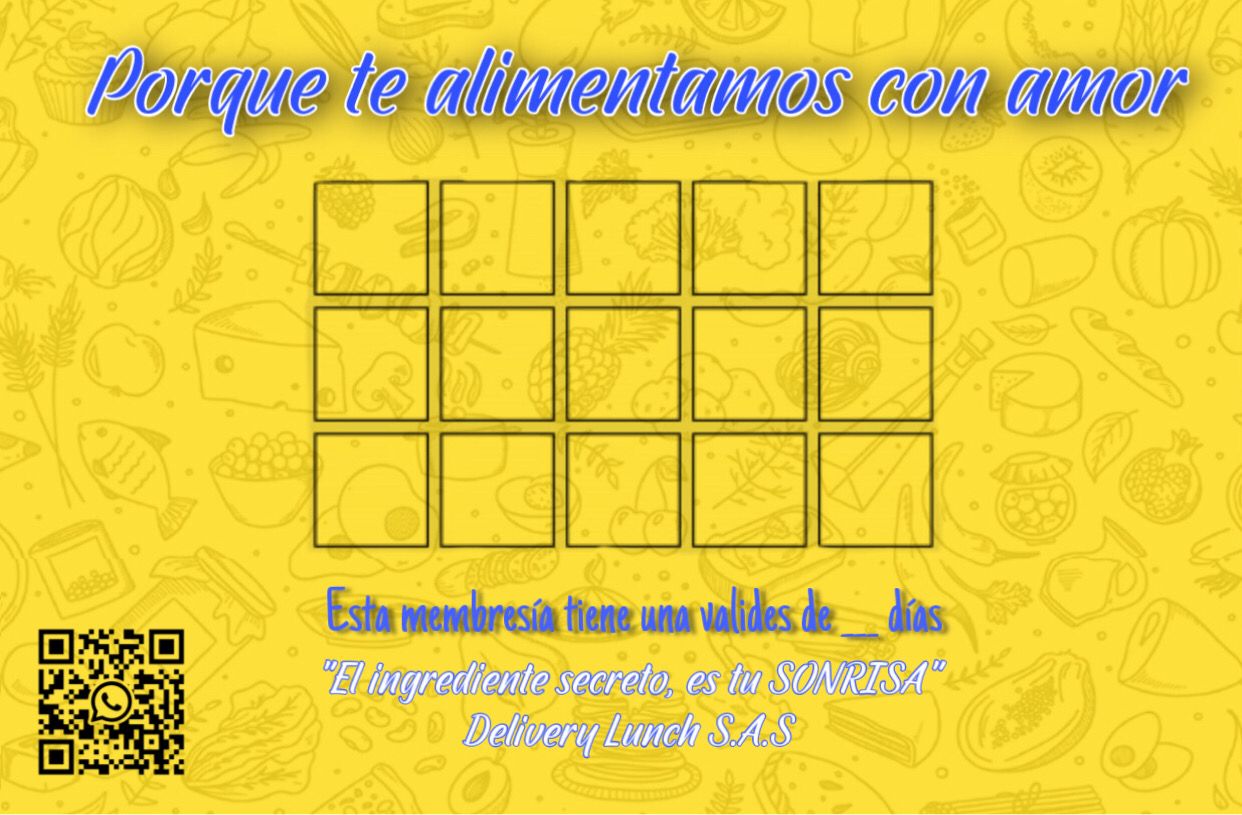 Porque te alimentamos con amor
Esta membresía tiene una valides de __ días
"El ingrediente secreto, es tu SONRISA"
Delivery Lunch S.A.S